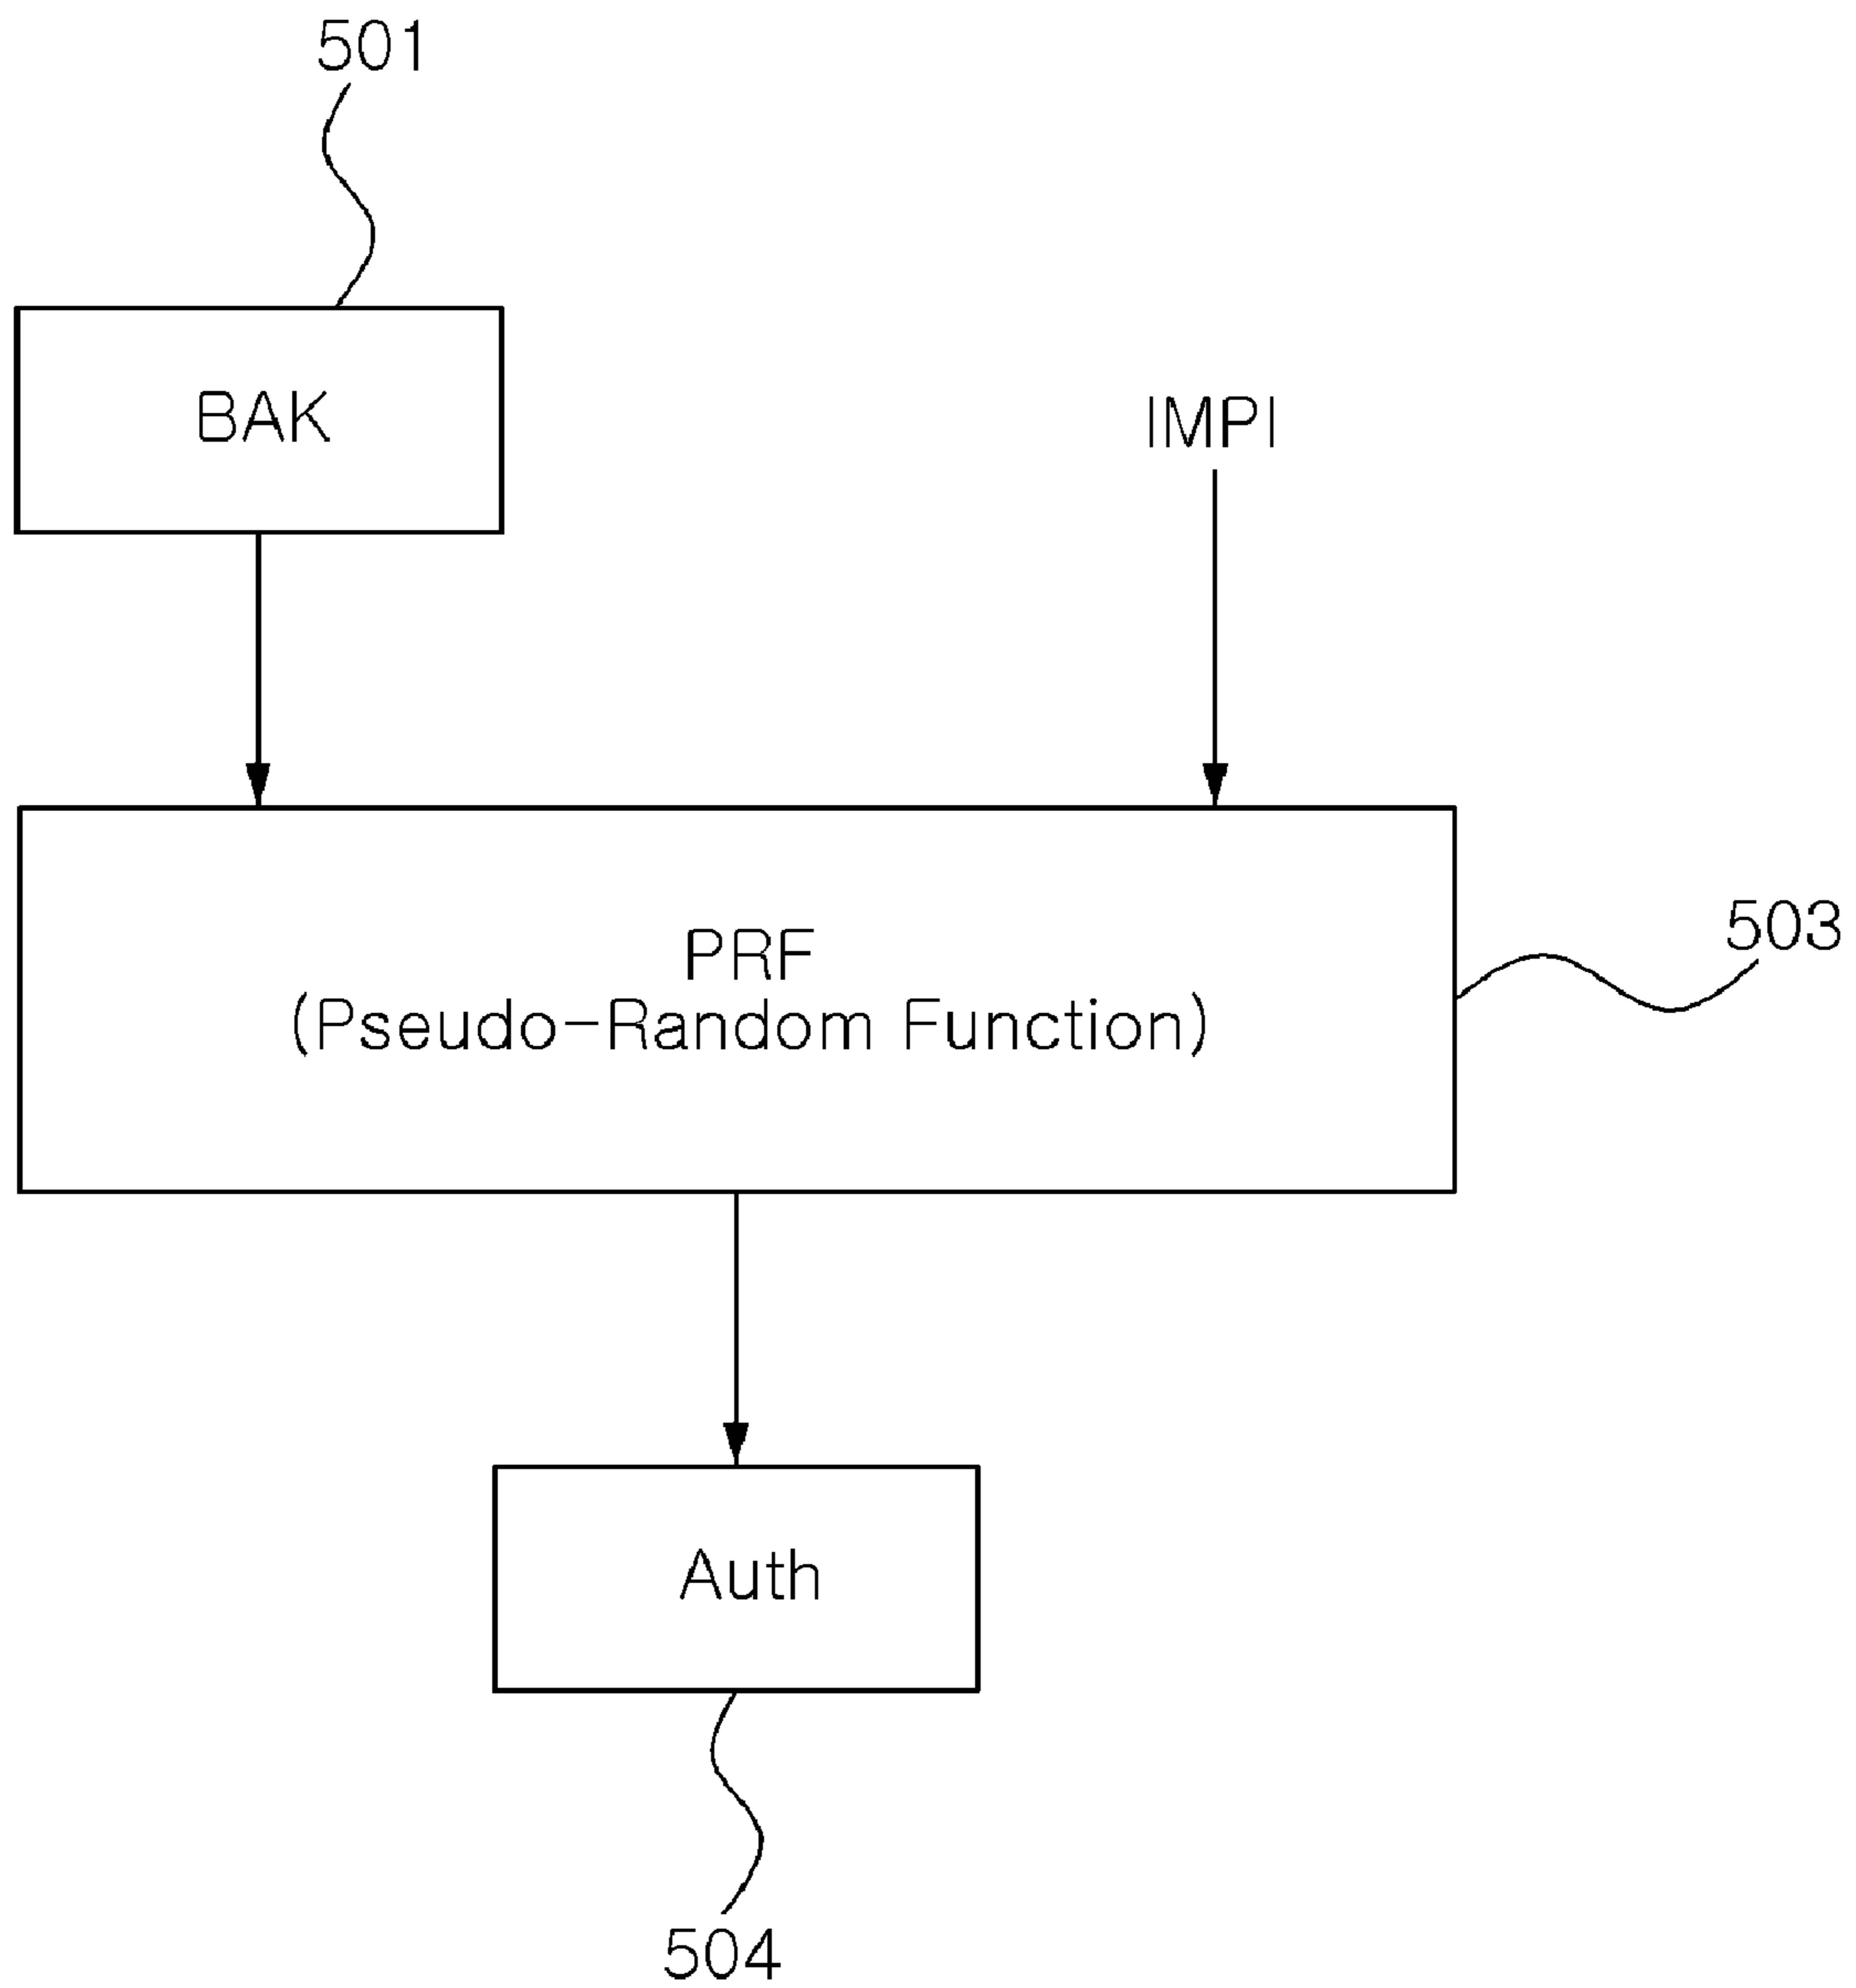 501
BAK
IMPI
PRF
(Pseudo-Random Function)
503
Auth
504